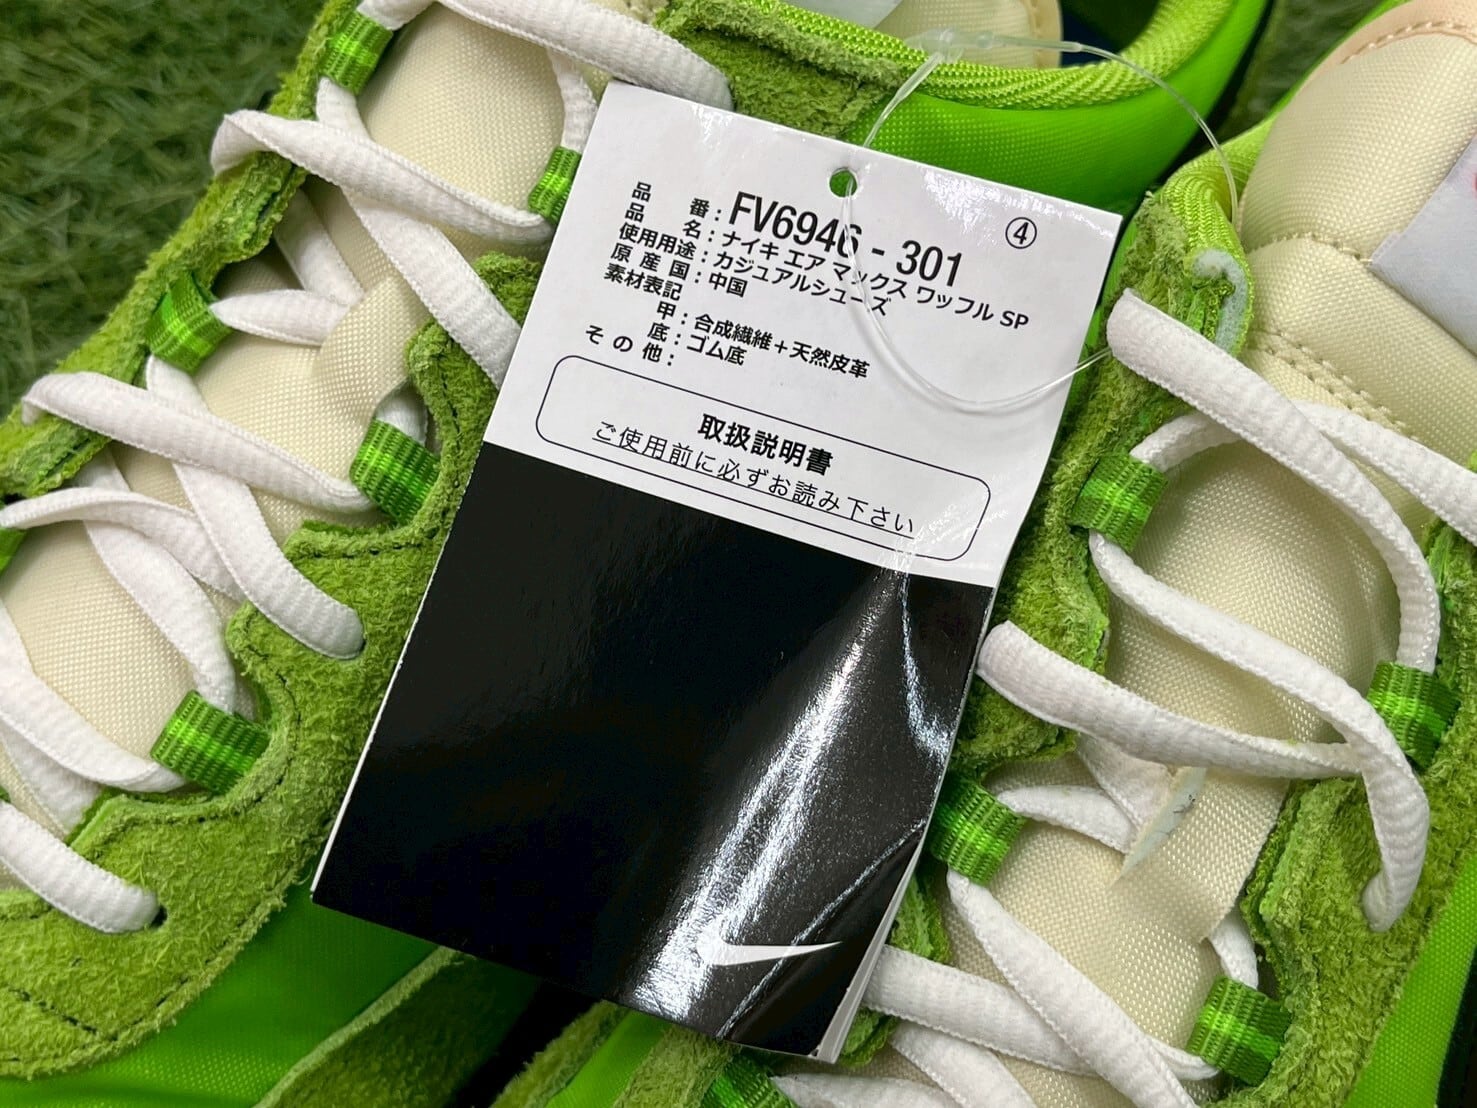 品番:FV6946-301 ④
品名:ナイキ エア マックス ワッフル SP
使用用途:カジュアルシューズ
原産国:中国
素材表記
甲:合成繊維+天然皮革
底:ゴム底
その他:
取扱説明書
ご使用前に必ずお読み下さい